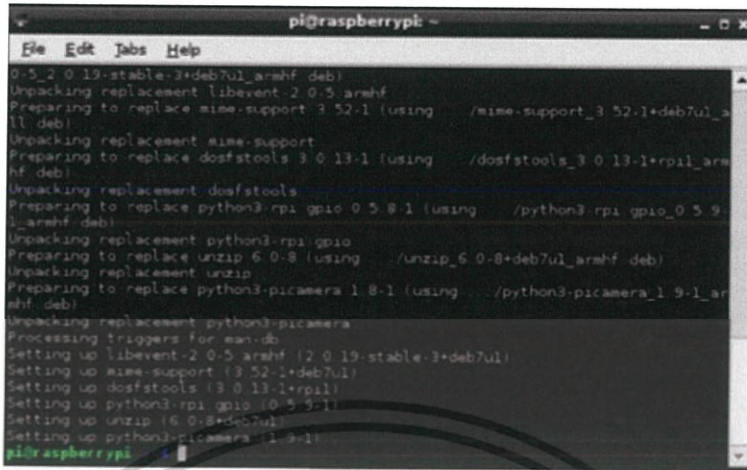 pi@raspberrypi: ~
File Edit Tabs Help
0-5_2 0 19-stable-3+deb7u1_armhf deb)
Unpacking replacement libevent-2 0-5 armhf
Preparing to replace mime-support 3 52-1 (using /mime-support_3 52-1+deb7u1_a
ll deb)
Unpacking replacement mime-support
Preparing to replace dosfstools 3 0 13-1 (using /dosfstools_3 0 13-1+rpi1_arm
hf deb)
Unpacking replacement dosfstools
Preparing to replace python3-rpi gpio 0 5 8-1 (using /python3-rpi gpio_0 5 9-
1_armhf deb)
Unpacking replacement python3-rpi gpio
Preparing to replace unzip 6 0-8 (using /unzip_6 0-8+deb7u1_armhf deb)
Unpacking replacement unzip
Preparing to replace python3-picamera 1 8-1 (using .../python3-picamera_1 9-1_ar
mhf deb)
Unpacking replacement python3-picamera
Processing triggers for man-db
Setting up libevent-2 0-5 armhf (2 0 19-stable-3+deb7u1)
Setting up mime-support (3 52-1+deb7u1)
Setting up dosfstools (3 0 13-1+rpi1)
Setting up python3-rpi gpio (0 5 9-1)
Setting up unzip (6 0-8+deb7u1)
Setting up python3-picamera (1 9-1)
pi@raspberrypi